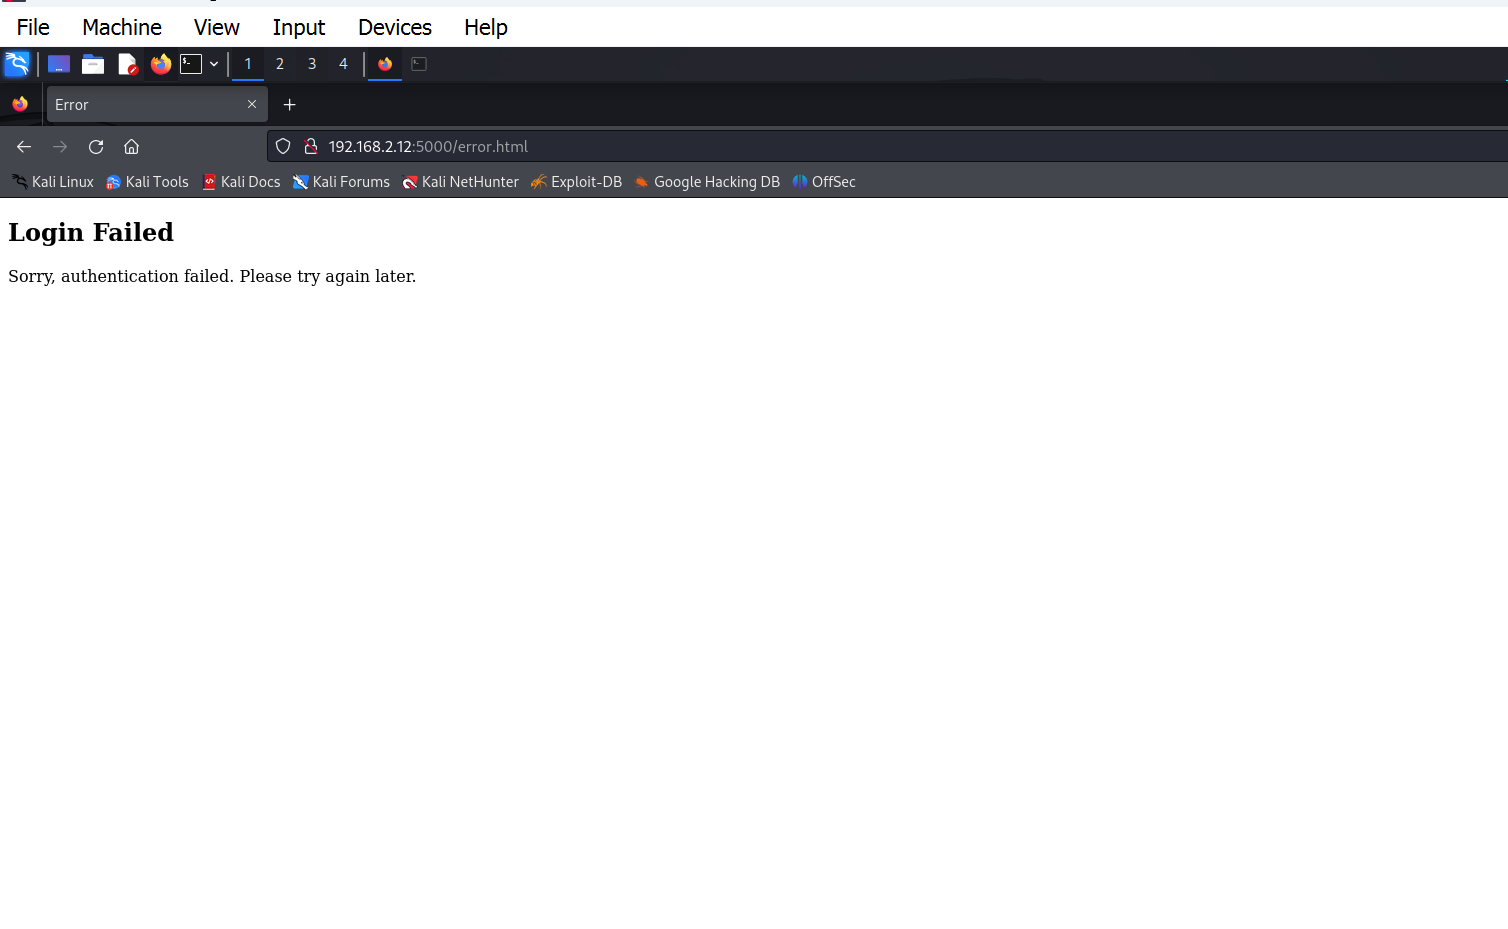 File Machine View Input Devices Help
1 2 3 4
Error
192.168.2.12:5000/error.html
Kali Linux Kali Tools Kali Docs Kali Forums Kali NetHunter Exploit-DB Google Hacking DB OffSec
Login Failed
Sorry, authentication failed. Please try again later.